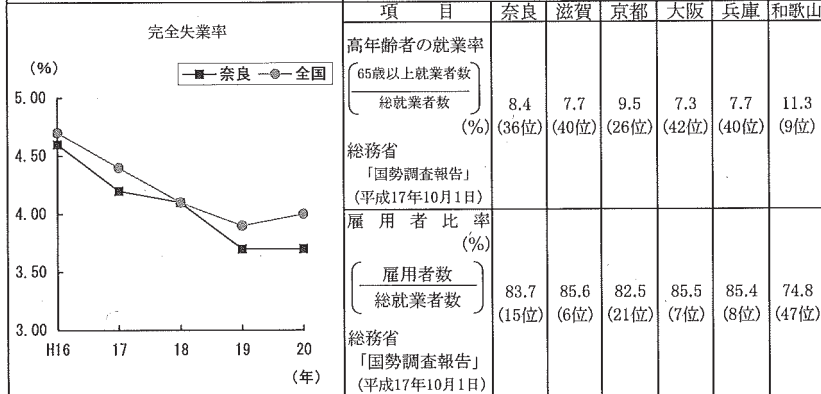 完全失業率
(%)
奈良 全国
5.00
4.50
4.00
3.50
3.00
H16 17 18 19 20
(年)
項 目 奈良 滋賀 京都 大阪 兵庫 和歌山
高年齢者の就業率
65歳以上就業者数
総就業者数
8.4 7.7 9.5 7.3 7.7 11.3
(%) (36位) (40位) (26位) (42位) (40位) (9位)
総務省
「国勢調査報告」
(平成17年10月1日)
雇 用 者 比 率
(%)
雇用者数
総就業者数
83.7 85.6 82.5 85.5 85.4 74.8
(15位) (6位) (21位) (7位) (8位) (47位)
総務省
「国勢調査報告」
(平成17年10月1日)